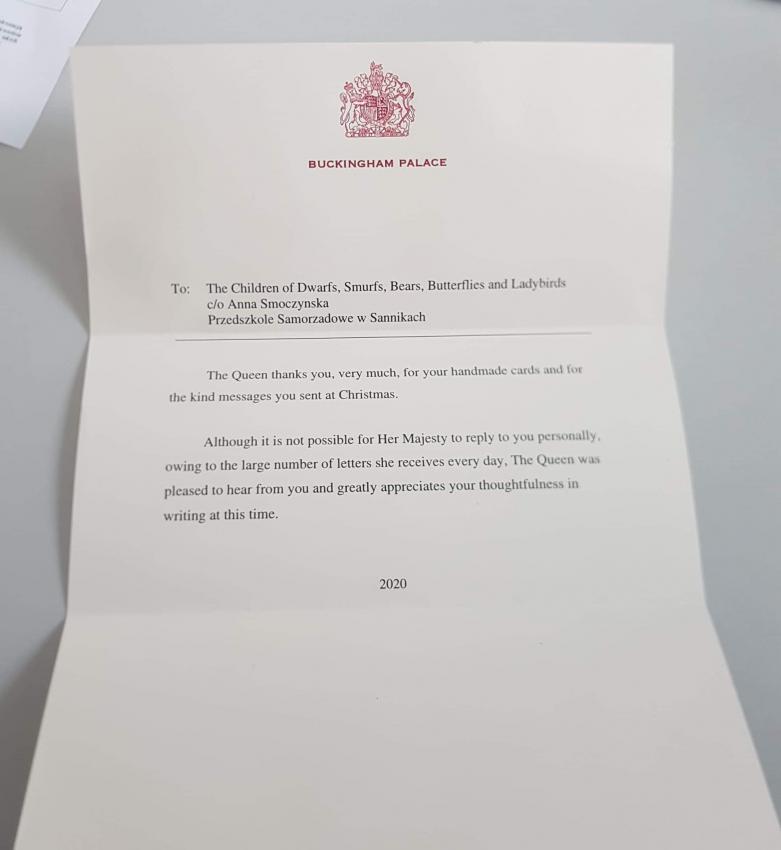 BUCKINGHAM PALACE
To: The Children of Dwarfs, Smurfs, Bears, Butterflies and Ladybirds
c/o Anna Smoczynska
Przedszkole Samorzadowe w Sannikach
The Queen thanks you, very much, for your handmade cards and for
the kind messages you sent at Christmas.
Although it is not possible for Her Majesty to reply to you personally,
owing to the large number of letters she receives every day, The Queen was
pleased to hear from you and greatly appreciates your thoughtfulness in
writing at this time.
2020